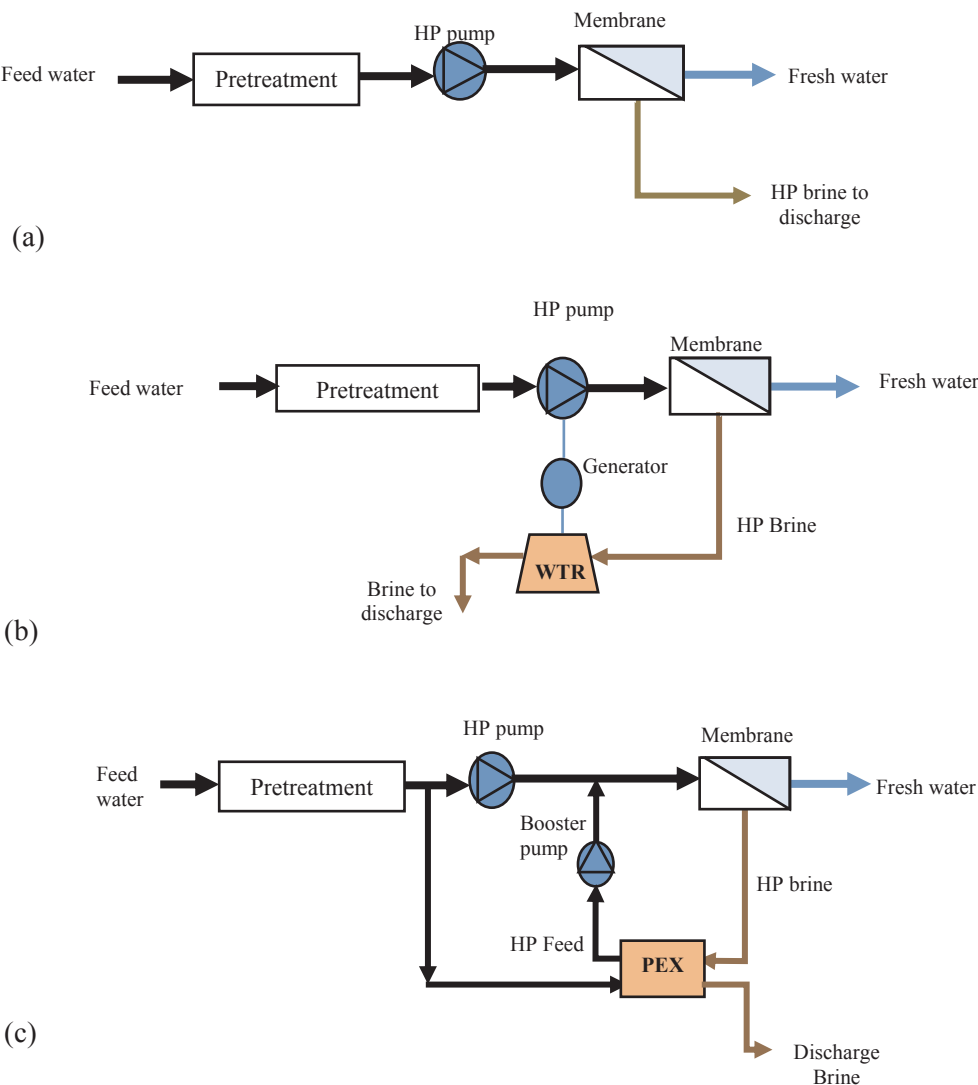 Membrane
HP pump
Feed water
Pretreatment
Fresh water
HP brine to
discharge
(a)
HP pump
Membrane
Feed water
Pretreatment
Fresh water
Generator
HP Brine
WTR
Brine to
discharge
(b)
HP pump
Membrane
Feed
water
Pretreatment
Fresh water
Booster
pump
HP brine
HP Feed
PEX
(c)
Discharge
Brine